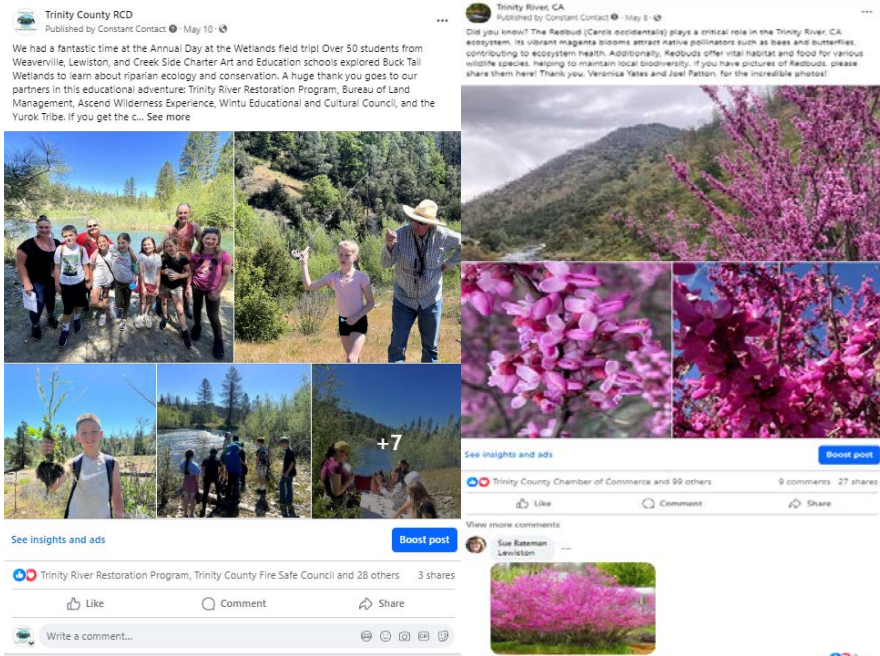 Trinity County RCD
Published by Constant Contact · May 10 ·
We had a fantastic time at the Annual Day at the Wetlands field trip! Over 50 students from
Weaverville, Lewiston, and Creek Side Charter Art and Education schools explored Buck Tail
Wetlands to learn about riparian ecology and conservation. A huge thank you goes to our
partners in this educational adventure: Trinity River Restoration Program, Bureau of Land
Management, Ascend Wilderness Experience, Wintu Educational and Cultural Council, and the
Yurok Tribe. If you get the c... See more
+7
See insights and ads
Boost post
Trinity River Restoration Program, Trinity County Fire Safe Council and 28 others
3 shares
Like Comment Share
Write a comment...
Trinity River, CA
Published by Constant Contact · May 8 ·
Did you know? The Redbud (Cercis occidentalis) plays a critical role in the Trinity River, CA
ecosystem. Its vibrant magenta blooms attract native pollinators such as bees and butterflies,
contributing to ecosystem health. Additionally, Redbuds offer vital habitat and food for various
wildlife species, helping to maintain local biodiversity. If you have pictures of Redbuds, please
share them here! Thank you, Veronica Yates and Joel Patton, for the incredible photos!
See insights and ads
Boost post
Trinity County Chamber of Commerce and 99 others
9 comments 27 shares
Like Comment Share
View more comments
Sue Bateman
Lewiston